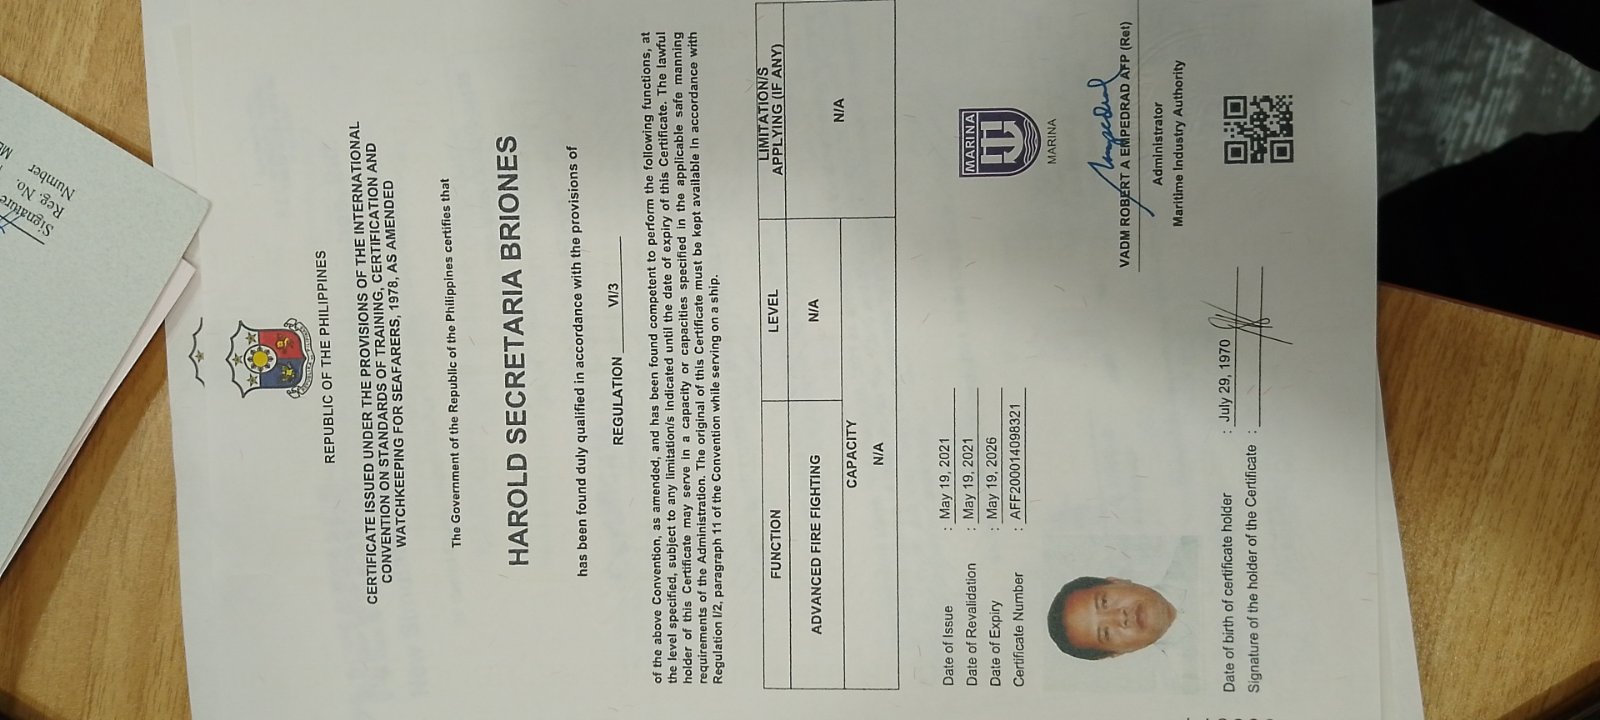 REPUBLIC OF THE PHILIPPINES
CERTIFICATE ISSUED UNDER THE PROVISIONS OF THE INTERNATIONAL
CONVENTION ON STANDARDS OF TRAINING, CERTIFICATION AND
WATCHKEEPING FOR SEAFARERS, 1978, AS AMENDED
The Government of the Republic of the Philippines certifies that
HAROLD SECRETARIA BRIONES
has been found duly qualified in accordance with the provisions of
REGULATION VI/3
of the above Convention, as amended, and has been found competent to perform the following functions, at
the level specified, subject to any limitation/s indicated until the date of expiry of this Certificate. The lawful
holder of this Certificate may serve in a capacity or capacities specified in the applicable safe manning
requirements of the Administration. The original of this Certificate must be kept available In accordance with
Regulation I/2, paragraph 11 of the Convention while serving on a ship.
FUNCTION LEVEL LIMITATION/S
APPLYING (IF ANY)
ADVANCED FIRE FIGHTING N/A N/A
CAPACITY
N/A
Date of Issue : May 19, 2021
Date of Revalidation : May 19, 2021
Date of Expiry : May 19, 2026
Certificate Number : AFF200014098321
MARINA
MARINA
VADM ROBERT A EMPEDRAD AFP (Ret)
Administrator
Maritime Industry Authority
Date of birth of certificate holder : July 29, 1970
Signature of the holder of the Certificate :
Signature
Reg. No.
Number